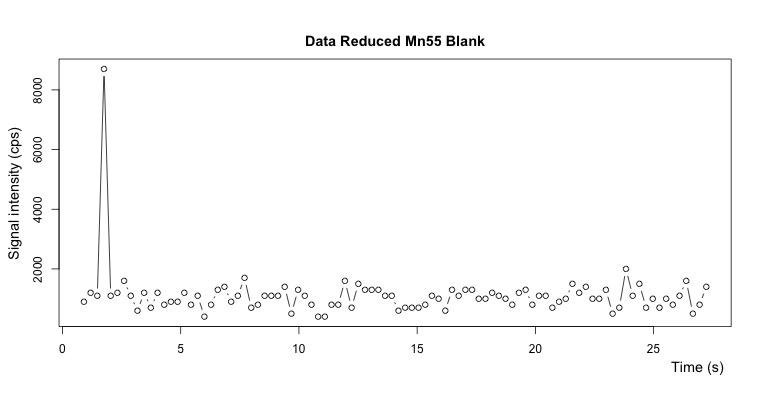 Data Reduced Mn55 Blank
Signal intensity (cps)
8000
6000
4000
2000
0 5 10 15 20 25
Time (s)